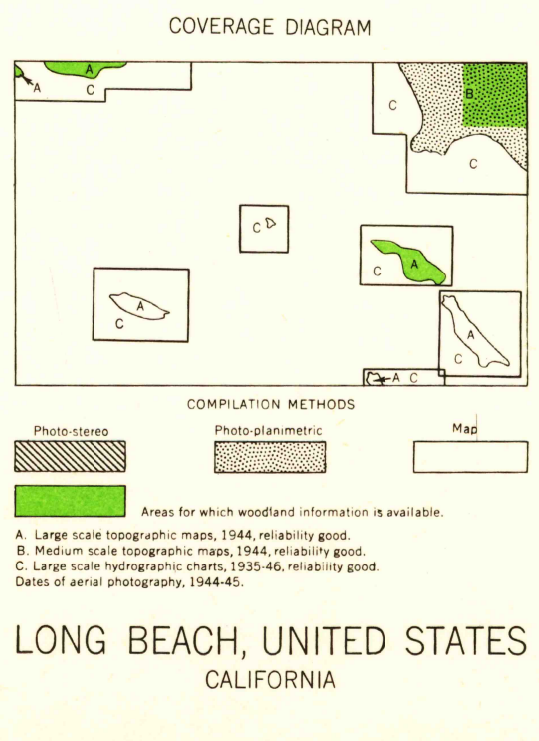 COVERAGE DIAGRAM
A
A
C
C
B
C
C
A
C
A
C
A
C
A C
COMPILATION METHODS
Photo-stereo Photo-planimetric Map
Areas for which woodland information is available.
A. Large scale topographic maps, 1944, reliability good.
B. Medium scale topographic maps, 1944, reliability good.
C. Large scale hydrographic charts, 1935-46, reliability good.
Dates of aerial photography, 1944-45.
LONG BEACH, UNITED STATES
CALIFORNIA